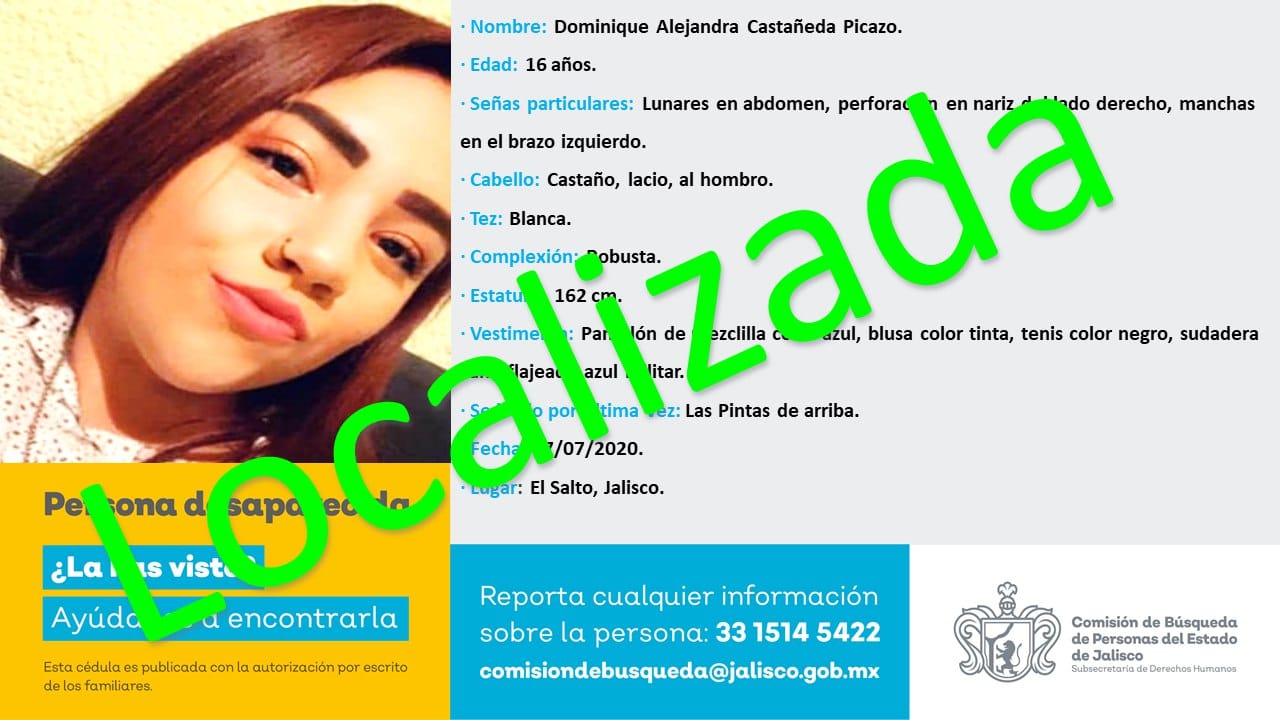 · Nombre: Dominique Alejandra Castañeda Picazo.
· Edad: 16 años.
· Señas particulares: Lunares en abdomen, perforación en nariz del lado derecho, manchas
en el brazo izquierdo.
· Cabello: Castaño, lacio, al hombro.
· Tez: Blanca.
· Complexión: Robusta.
· Estatura: 162 cm.
· Vestimenta: Pantalón de mezclilla color azul, blusa color tinta, tenis color negro, sudadera
azul militar.
· Se le vio por última vez: Las Pintas de arriba.
· Fecha: /07/2020.
· Lugar: El Salto, Jalisco.
Localizada
Persona desaparecida
¿La has visto?
Ayúdanos a encontrarla
Esta cédula es publicada con la autorización por escrito
de los familiares.
Reporta cualquier información
sobre la persona: 33 1514 5422
comisiondebusqueda@jalisco.gob.mx
Comisión de Búsqueda
de Personas del Estado
de Jalisco
Subsecretaría de Derechos Humanos